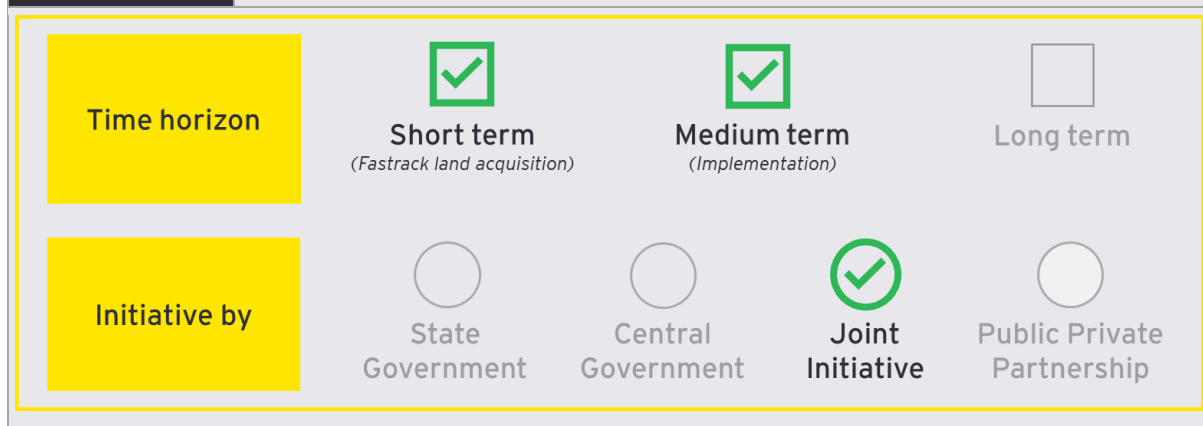 Time horizon
Short term
(Fastrack land acquisition)
Medium term
(Implementation)
Long term
Initiative by
State
Government
Central
Government
Joint
Initiative
Public Private
Partnership